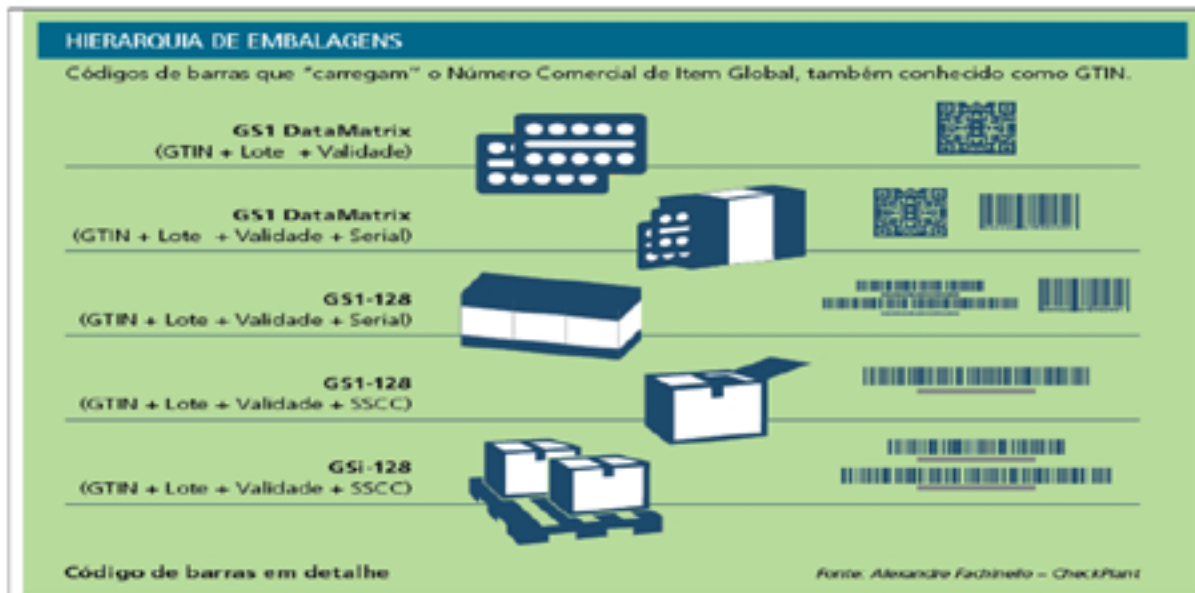 HIERARQUIA DE EMBALAGENS
Códigos de barras que "carregam" o Número Comercial de Item Global, também conhecido como GTIN.
GS1 DataMatrix
(GTIN + Lote + Validade)
GS1 DataMatrix
(GTIN + Lote + Validade + Serial)
GS1-128
(GTIN + Lote + Validade + Serial)
GS1-128
(GTIN + Lote + Validade + SSCC)
GSi-128
(GTIN + Lote + Validade + SSCC)
Código de barras em detalhe
Fonte: Alexandre Fachinello – CheckPlant